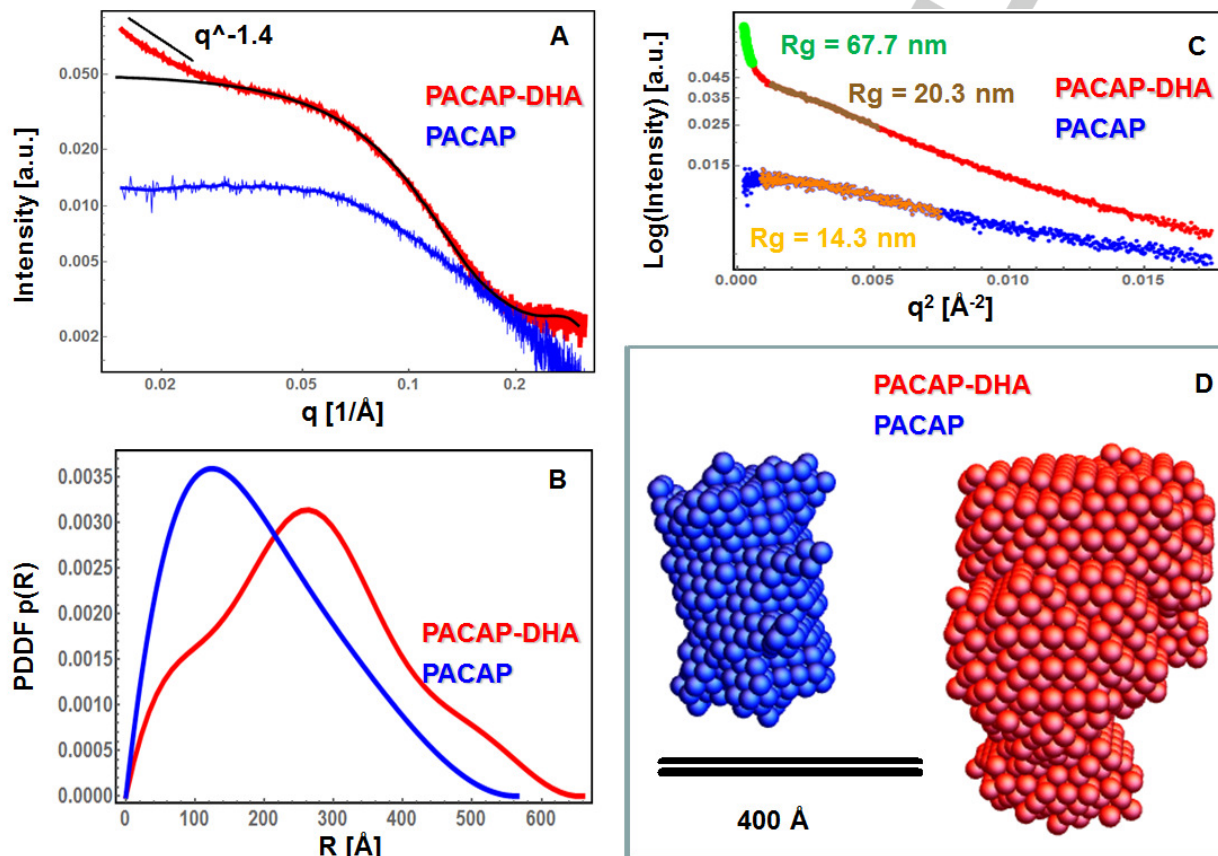 A
q^-1.4
PACAP-DHA
PACAP
Intensity [a.u.]
0.050
0.020
0.010
0.005
0.002
0.02
0.05
0.1
0.2
q [1/Å]
C
Rg = 67.7 nm
Rg = 20.3 nm
PACAP-DHA
PACAP
Rg = 14.3 nm
Log(Intensity) [a.u.]
0.045
0.035
0.025
0.015
0.000
0.005
0.010
0.015
q² [Å⁻²]
B
PACAP-DHA
PACAP
PDDF p(R)
0.0035
0.0030
0.0025
0.0020
0.0015
0.0010
0.0005
0.0000
0
100
200
300
400
500
600
R [Å]
D
PACAP-DHA
PACAP
400 Å